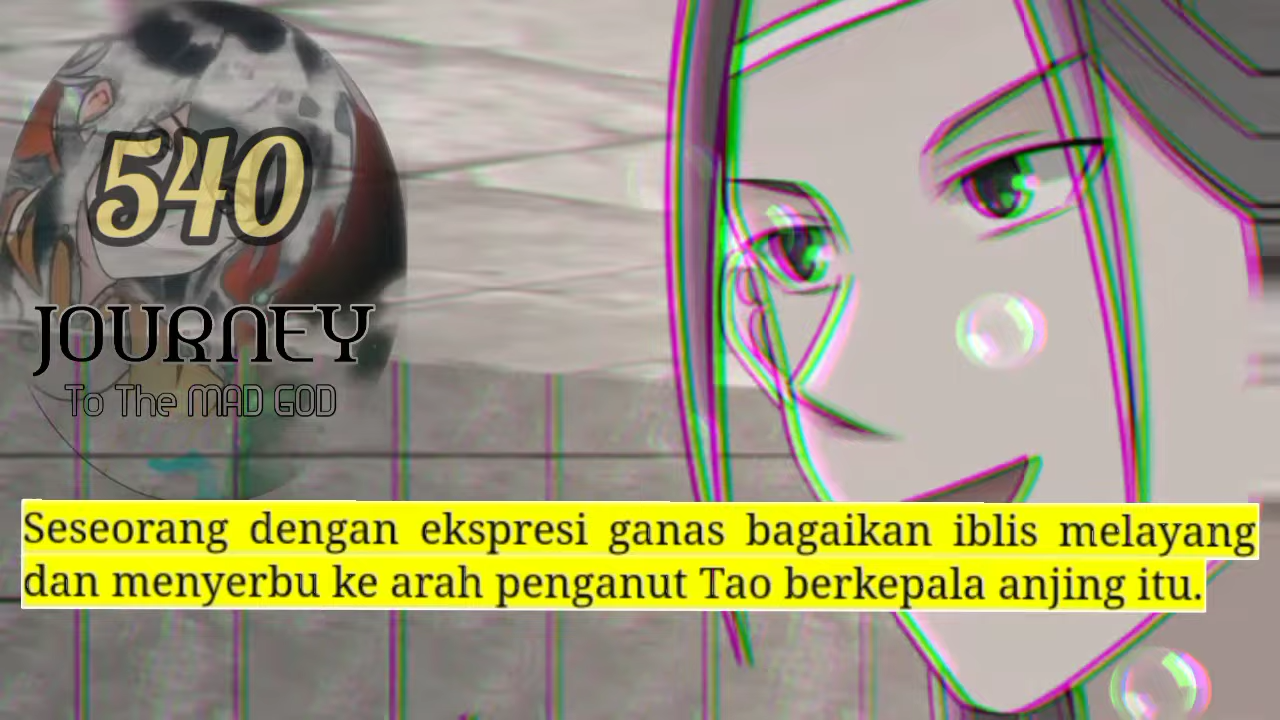 540
JOURNEY
To The MAD GOD
Seseorang dengan ekspresi ganas bagaikan iblis melayang
dan menyerbu ke arah penganut Tao berkepala anjing itu.